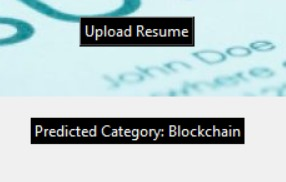 Upload Resume
John Doe
Predicted Category: Blockchain